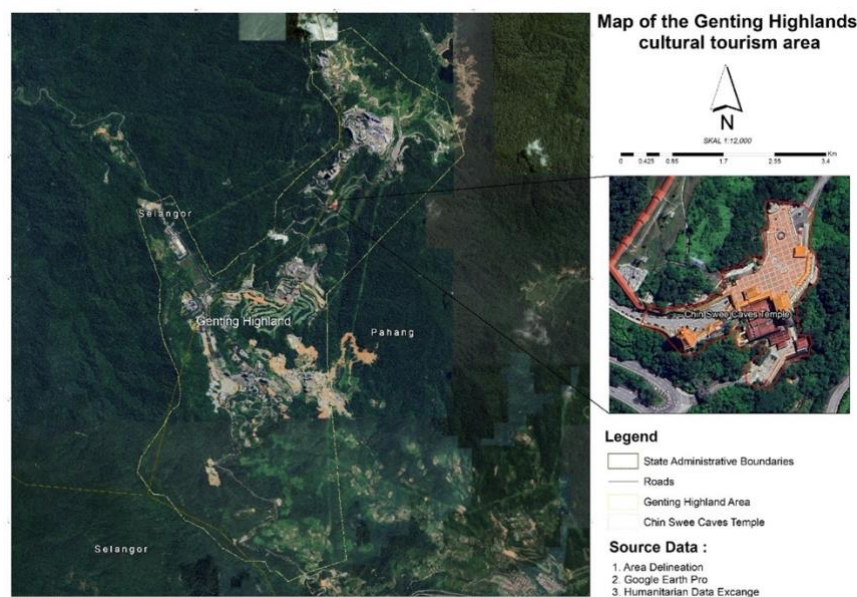 Map of the Genting Highlands
cultural tourism area
N
SKAL 1:12,000
Km
0 0.425 0.85 1.7 2.55 3.4
Selangor
Genting Highland
Pahang
Selangor
Chin Swee Caves Temple
Legend
State Administrative Boundaries
Roads
Genting Highland Area
Chin Swee Caves Temple
Source Data :
1. Area Delineation
2. Google Earth Pro
3. Humanitarian Data Excange